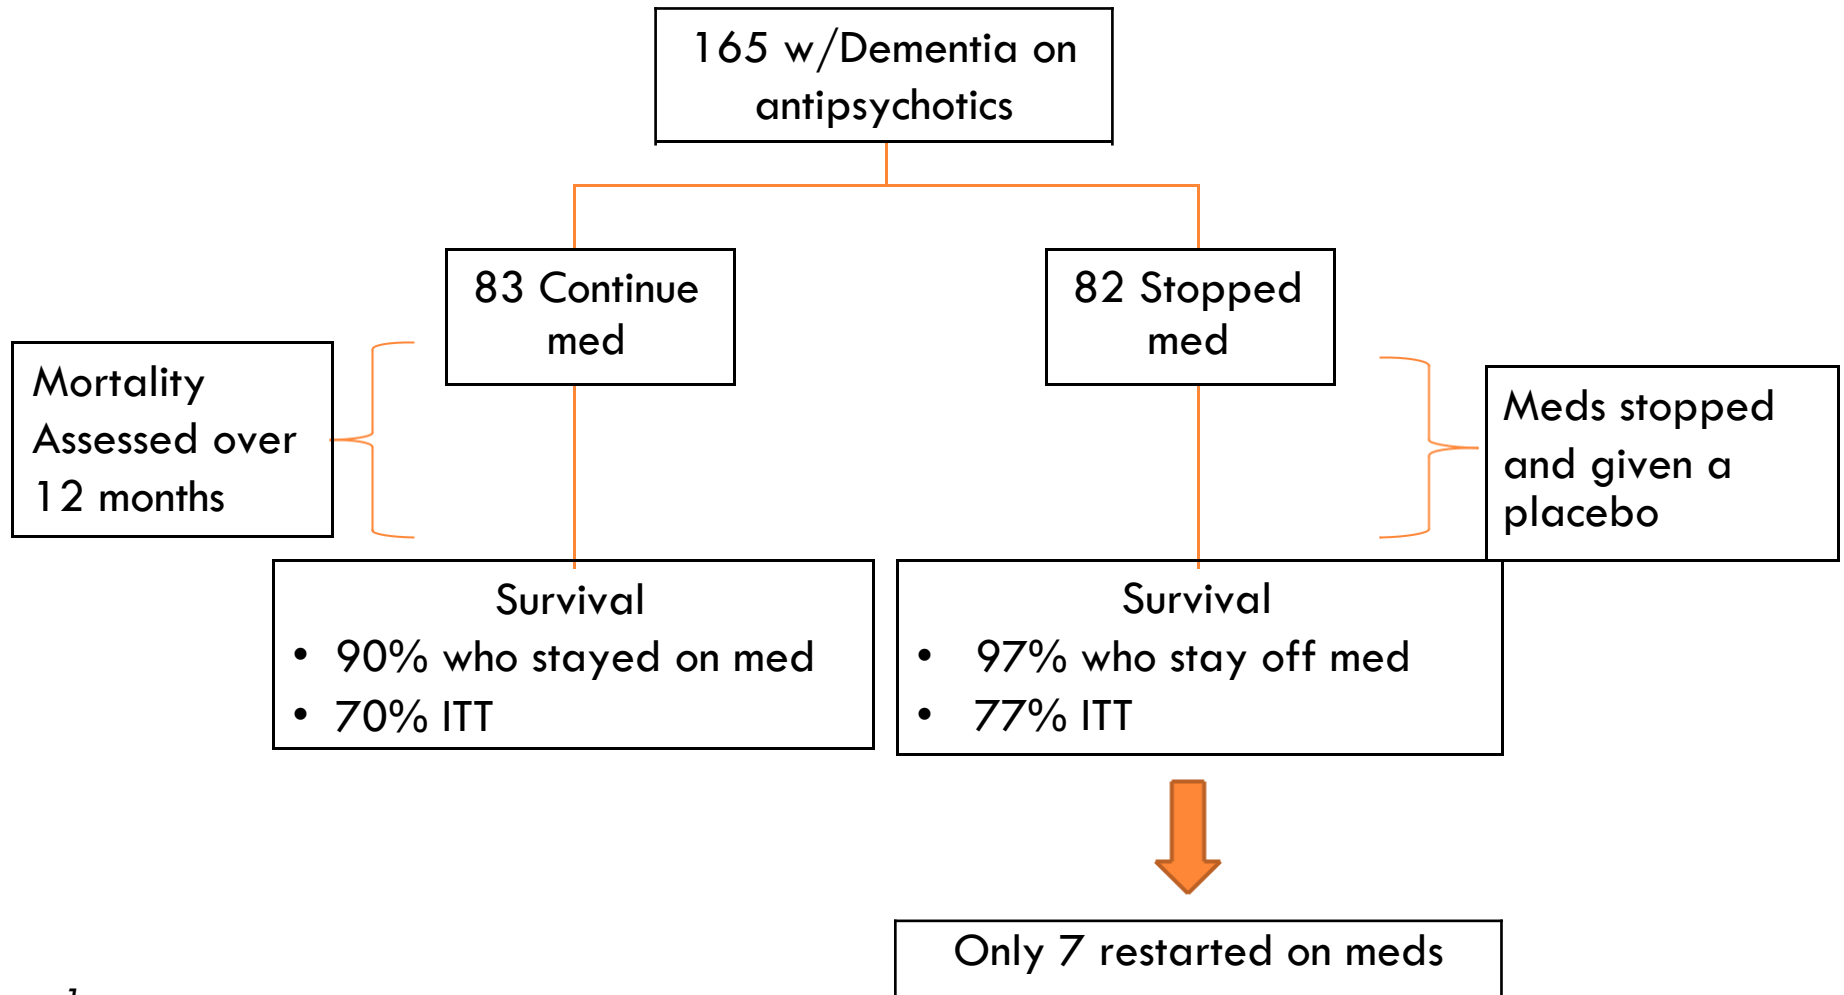 165 w/Dementia on
antipsychotics
83 Continue
med
82 Stopped
med
Mortality
Assessed over
12 months
Meds stopped
and given a
placebo
Survival
• 90% who stayed on med
• 70% ITT
Survival
• 97% who stay off med
• 77% ITT
Only 7 restarted on meds